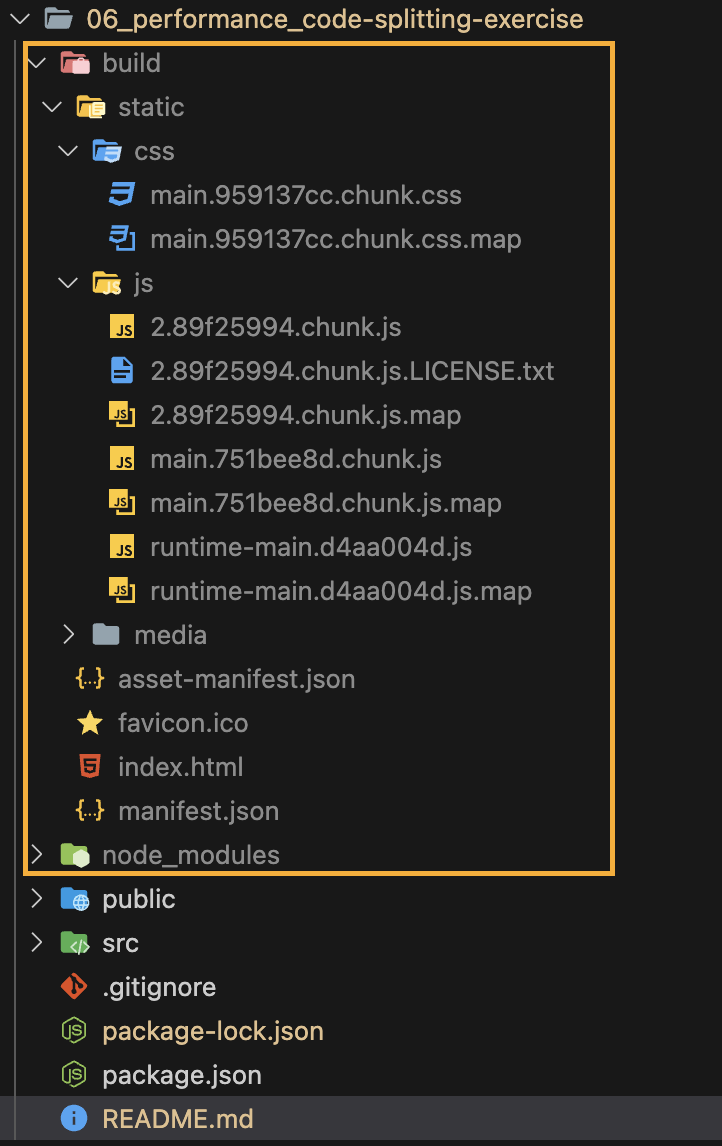 06_performance_code-splitting-exercise
build
static
css
main.959137cc.chunk.css
main.959137cc.chunk.css.map
js
2.89f25994.chunk.js
2.89f25994.chunk.js.LICENSE.txt
2.89f25994.chunk.js.map
main.751bee8d.chunk.js
main.751bee8d.chunk.js.map
runtime-main.d4aa004d.js
runtime-main.d4aa004d.js.map
media
asset-manifest.json
favicon.ico
index.html
manifest.json
node_modules
public
src
.gitignore
package-lock.json
package.json
README.md